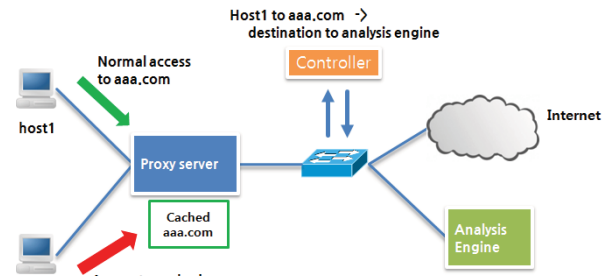 Host1 to aaa.com ->
destination to analysis engine
Controller
Normal access
to aaa.com
host1
Internet
Proxy server
Cached
aaa.com
Analysis
Engine